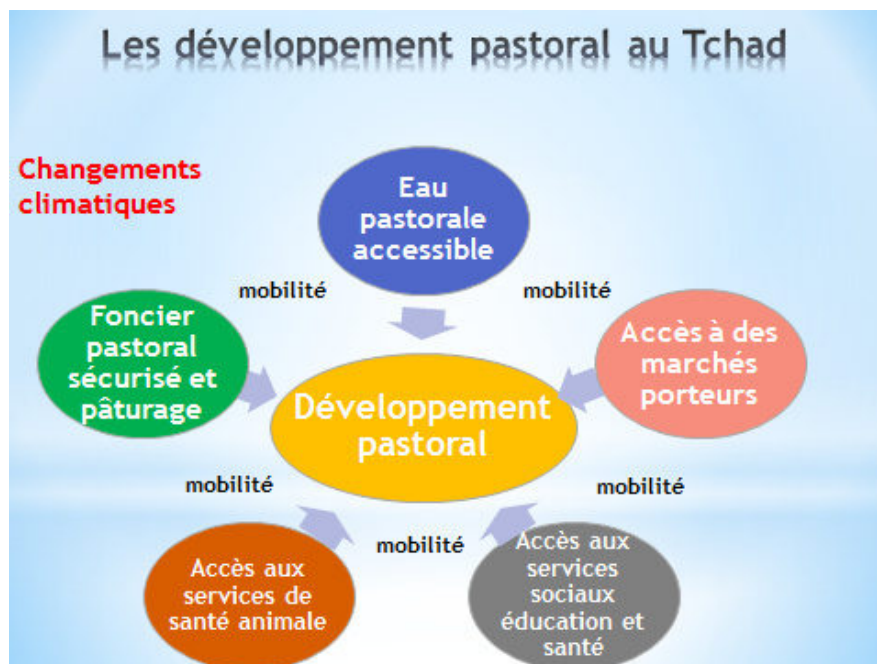 Les développement pastoral au Tchad
Changements
climatiques
Eau
pastorale
accessible
mobilité
mobilité
Foncier
pastoral
sécurisé et
pâturage
Accès à des
marchés
porteurs
Développement
pastoral
mobilité
mobilité
mobilité
Accès aux
services de
santé animale
Accès aux
services
sociaux
éducation et
santé